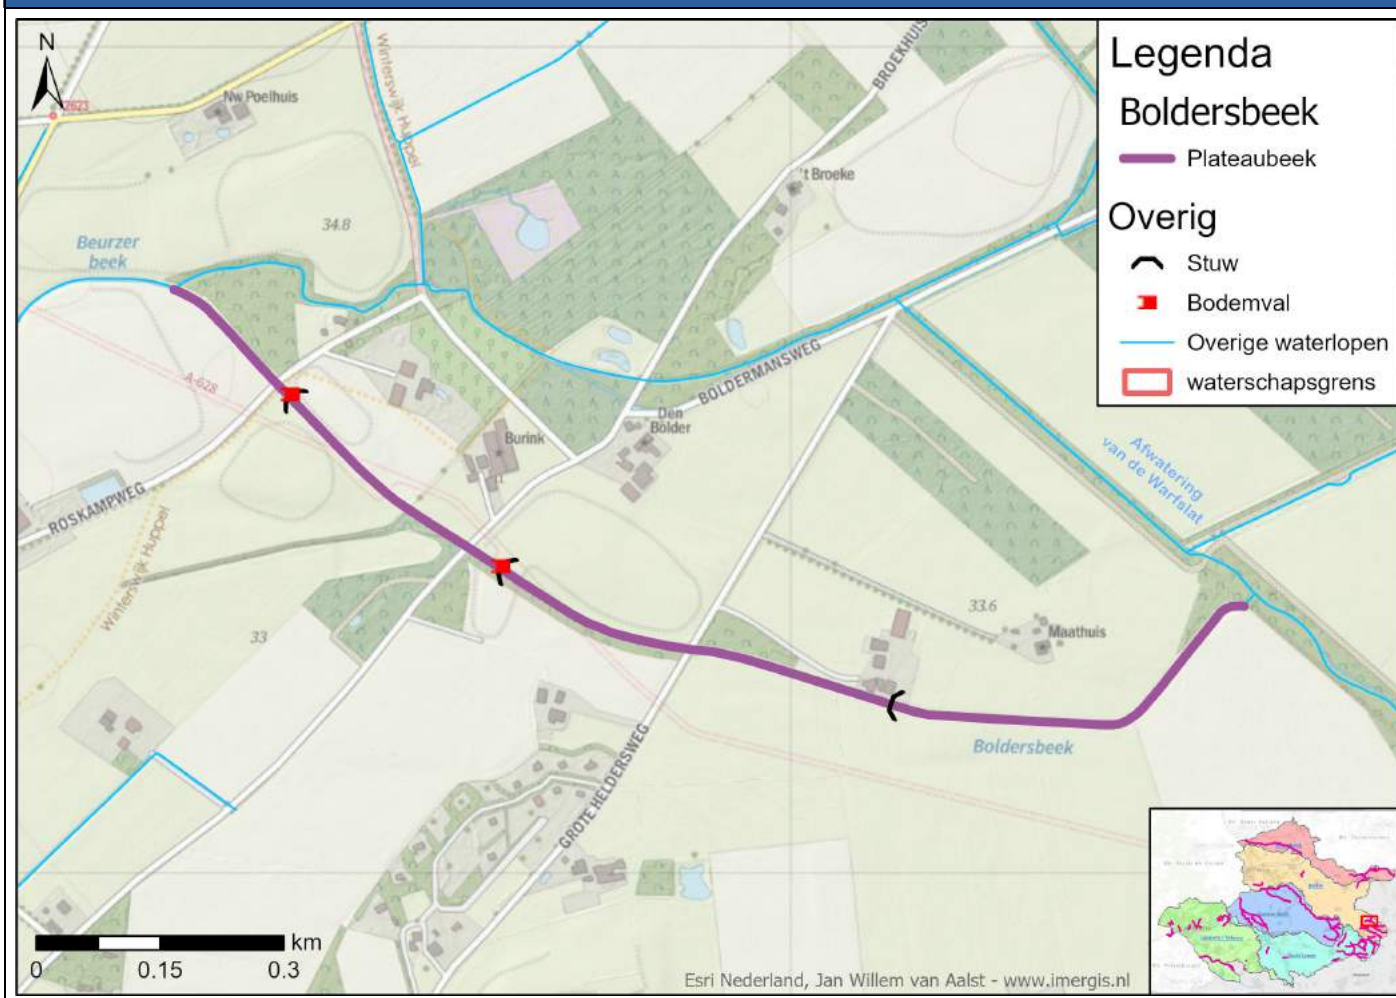 N
2623
Nw Poelhuis
Winterswijk Huppel
BROEKHUIS
't Broeke
34.8
Beurzer
beek
A-628
BOLDERMANSWEG
Den
Bolder
Burink
ROSKAMPWEG
Winterswijk Huppel
33
Afwatering
van de Warfslat
33.6
Maathuis
Boldersbeek
GROTE HELDERSWEG
km
0 0.15 0.3
Esri Nederland, Jan Willem van Aalst - www.imergis.nl
Legenda
Boldersbeek
Plateaubeek
Overig
Stuw
Bodemval
Overige waterlopen
waterschapsgrens